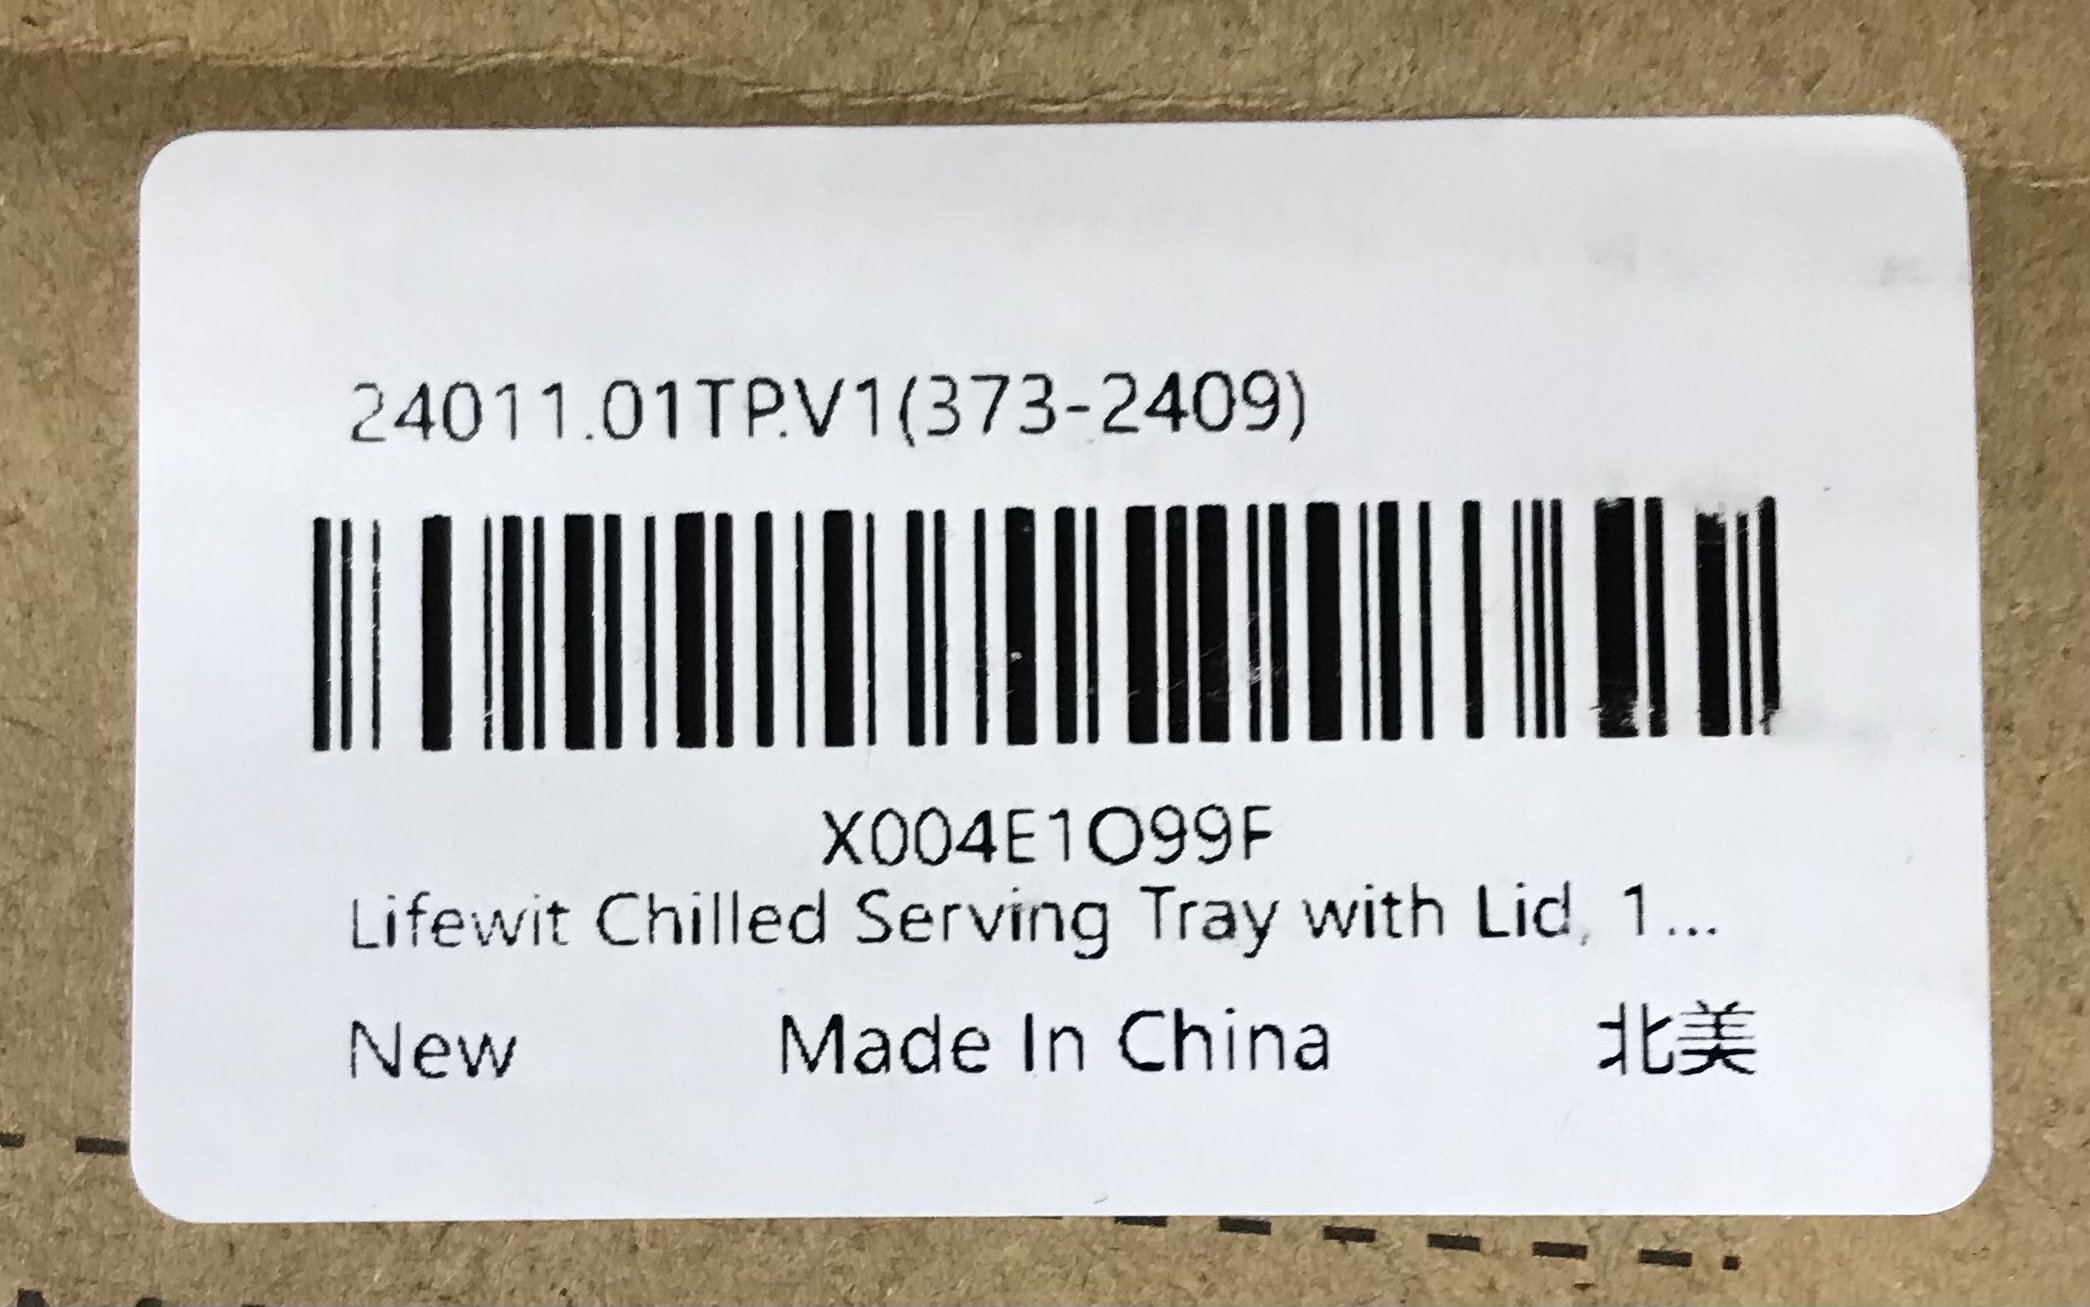 24011.01TP.V1(373-2409)
X004E1O99F
Lifewit Chilled Serving Tray with Lid, 1...
New Made In China 北美